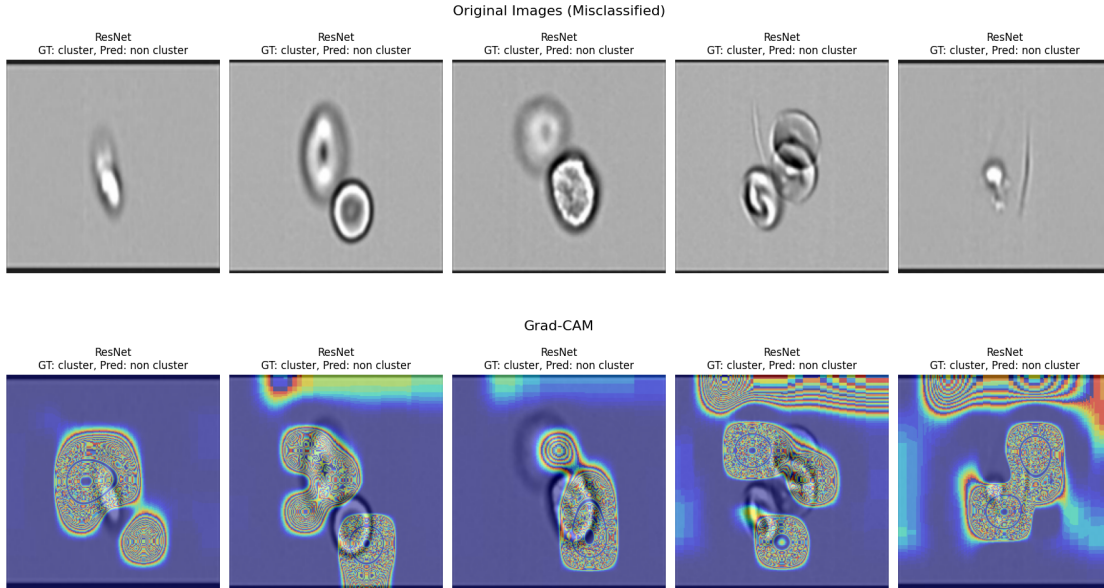 Original Images (Misclassified)
ResNet
GT: cluster, Pred: non cluster
ResNet
GT: cluster, Pred: non cluster
ResNet
GT: cluster, Pred: non cluster
ResNet
GT: cluster, Pred: non cluster
ResNet
GT: cluster, Pred: non cluster
Grad-CAM
ResNet
GT: cluster, Pred: non cluster
ResNet
GT: cluster, Pred: non cluster
ResNet
GT: cluster, Pred: non cluster
ResNet
GT: cluster, Pred: non cluster
ResNet
GT: cluster, Pred: non cluster